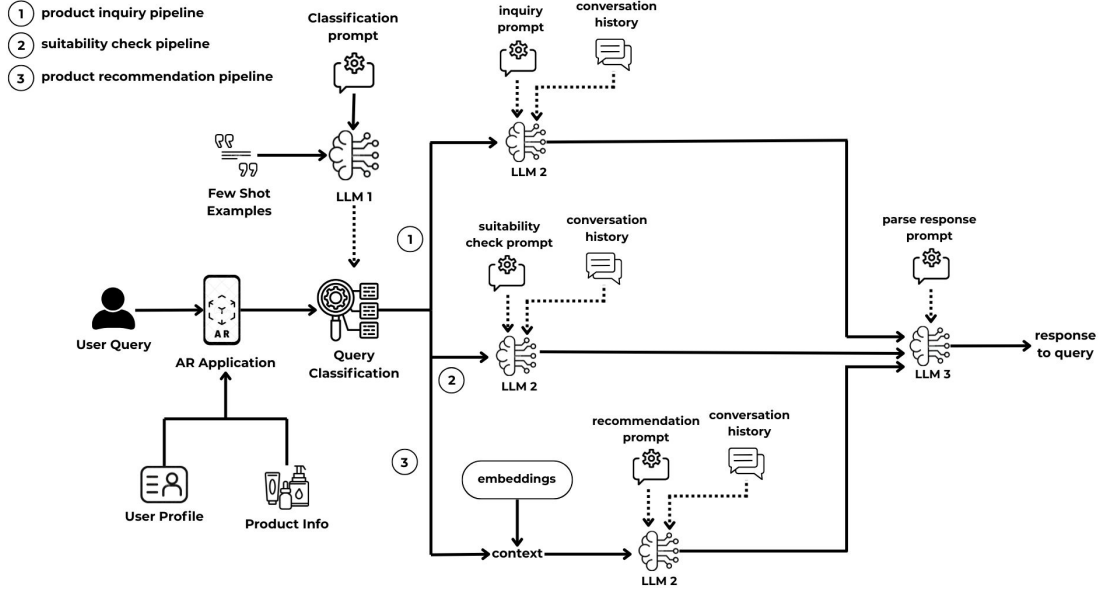 1 product inquiry pipeline
2 suitability check pipeline
3 product recommendation pipeline
Classification
prompt
inquiry
prompt
conversation
history
Few Shot
Examples
LLM 1
LLM 2
1
suitability
check prompt
conversation
history
parse response
prompt
User Query
AR
AR Application
Query
Classification
2
LLM 2
LLM 3
response
to query
3
recommendation
prompt
conversation
history
embeddings
User Profile
Product Info
context
LLM 2